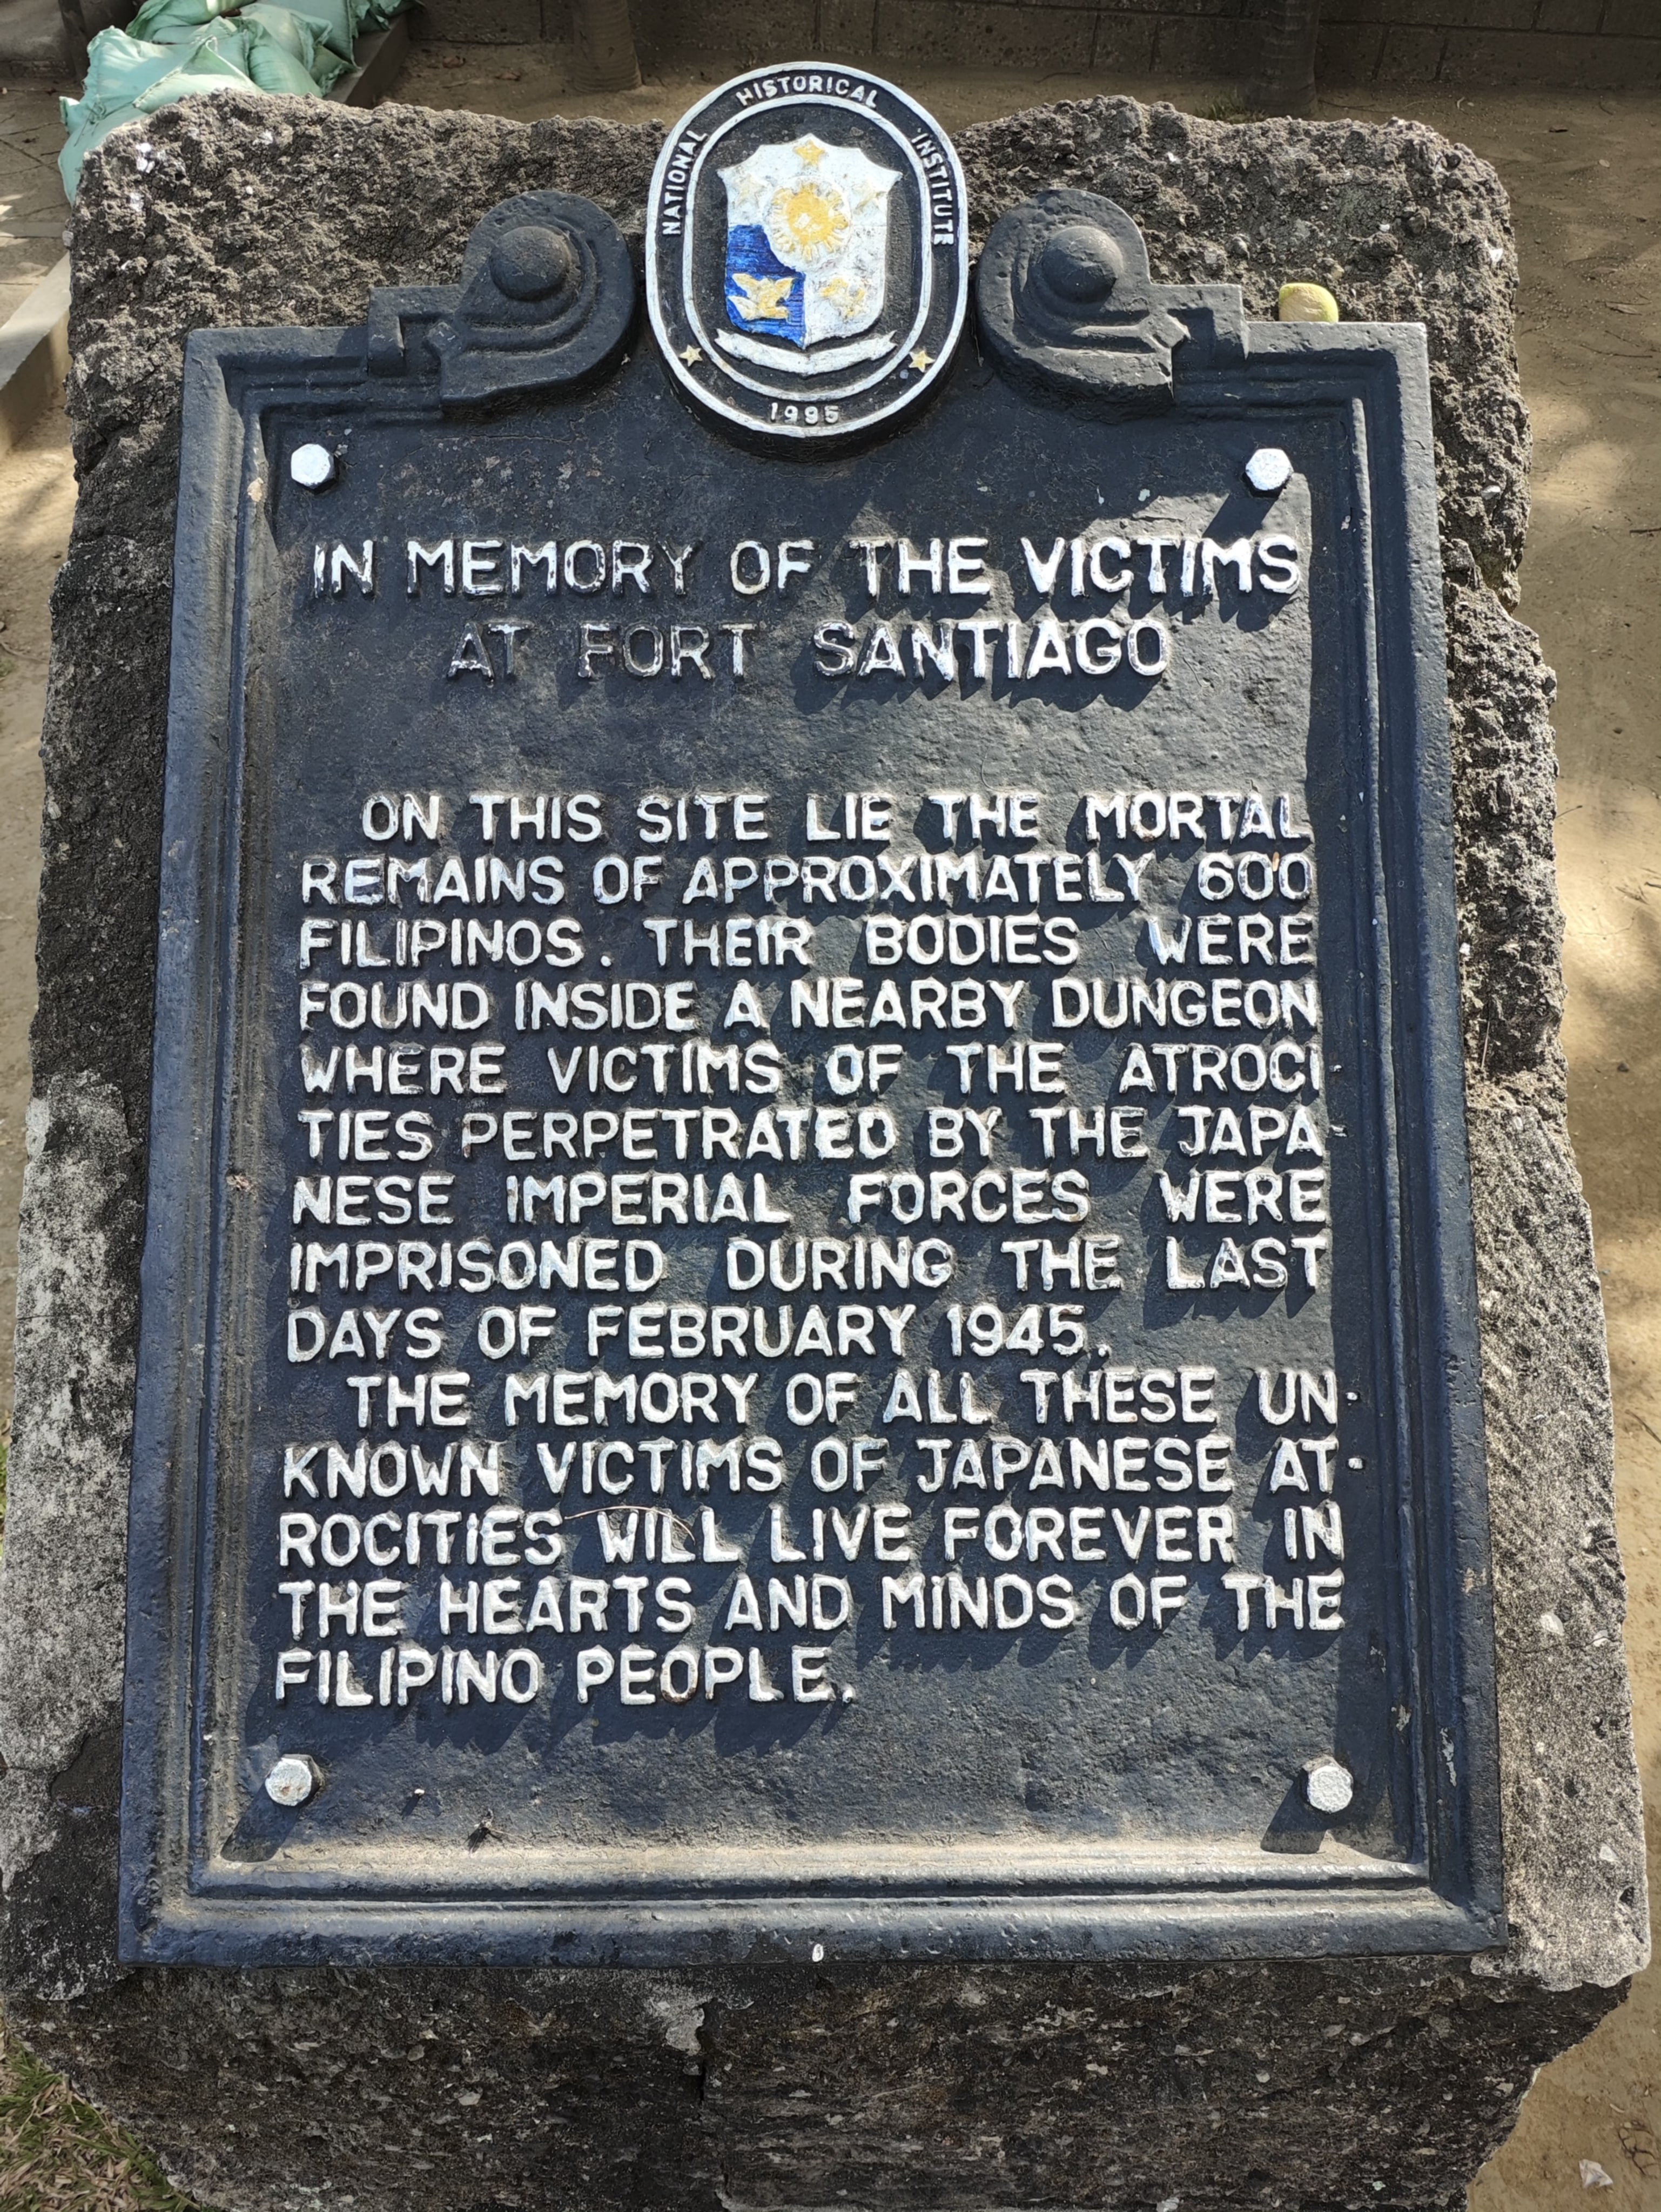 NATIONAL HISTORICAL INSTITUTE
1995
IN MEMORY OF THE VICTIMS
AT FORT SANTIAGO
ON THIS SITE LIE THE MORTAL
REMAINS OF APPROXIMATELY 600
FILIPINOS. THEIR BODIES WERE
FOUND INSIDE A NEARBY DUNGEON
WHERE VICTIMS OF THE ATROCI-
TIES PERPETRATED BY THE JAPA-
NESE IMPERIAL FORCES WERE
IMPRISONED DURING THE LAST
DAYS OF FEBRUARY 1945.
THE MEMORY OF ALL THESE UN-
KNOWN VICTIMS OF JAPANESE AT-
ROCITIES WILL LIVE FOREVER IN
THE HEARTS AND MINDS OF THE
FILIPINO PEOPLE.